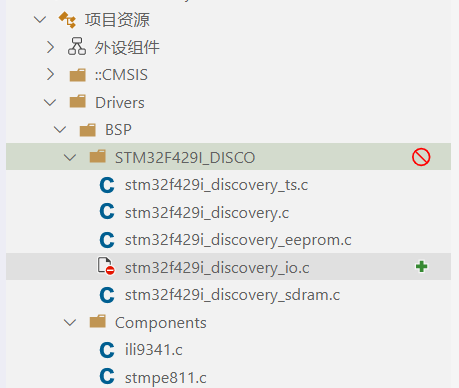 项目资源
外设组件
::CMSIS
Drivers
BSP
STM32F429I_DISCO
stm32f429i_discovery_ts.c
stm32f429i_discovery.c
stm32f429i_discovery_eeprom.c
stm32f429i_discovery_io.c
stm32f429i_discovery_sdram.c
Components
ili9341.c
stmpe811.c